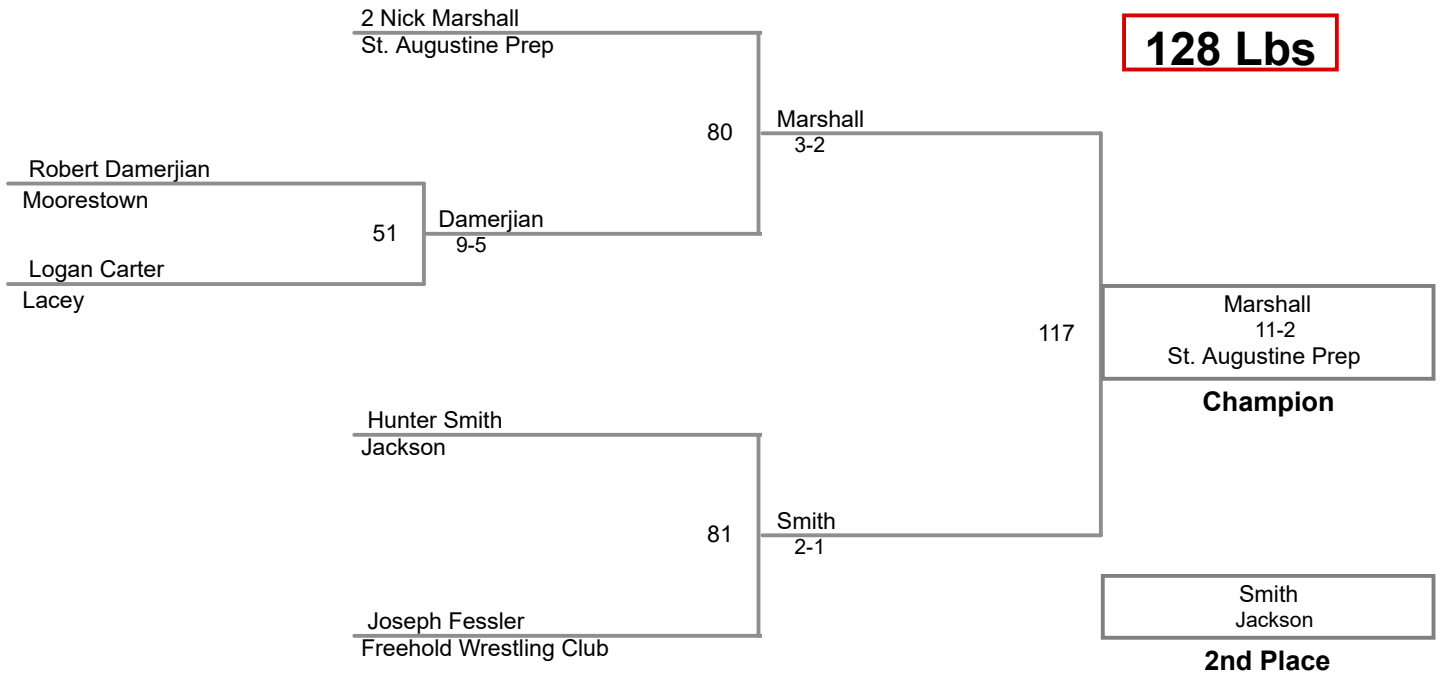 2 Nick Marshall
St. Augustine Prep
128 Lbs
80
Marshall
3-2
Robert Damerjian
Moorestown
51
Damerjian
9-5
Logan Carter
Lacey
117
Marshall
11-2
St. Augustine Prep
Champion
Hunter Smith
Jackson
81
Smith
2-1
Joseph Fessler
Freehold Wrestling Club
Smith
Jackson
2nd Place